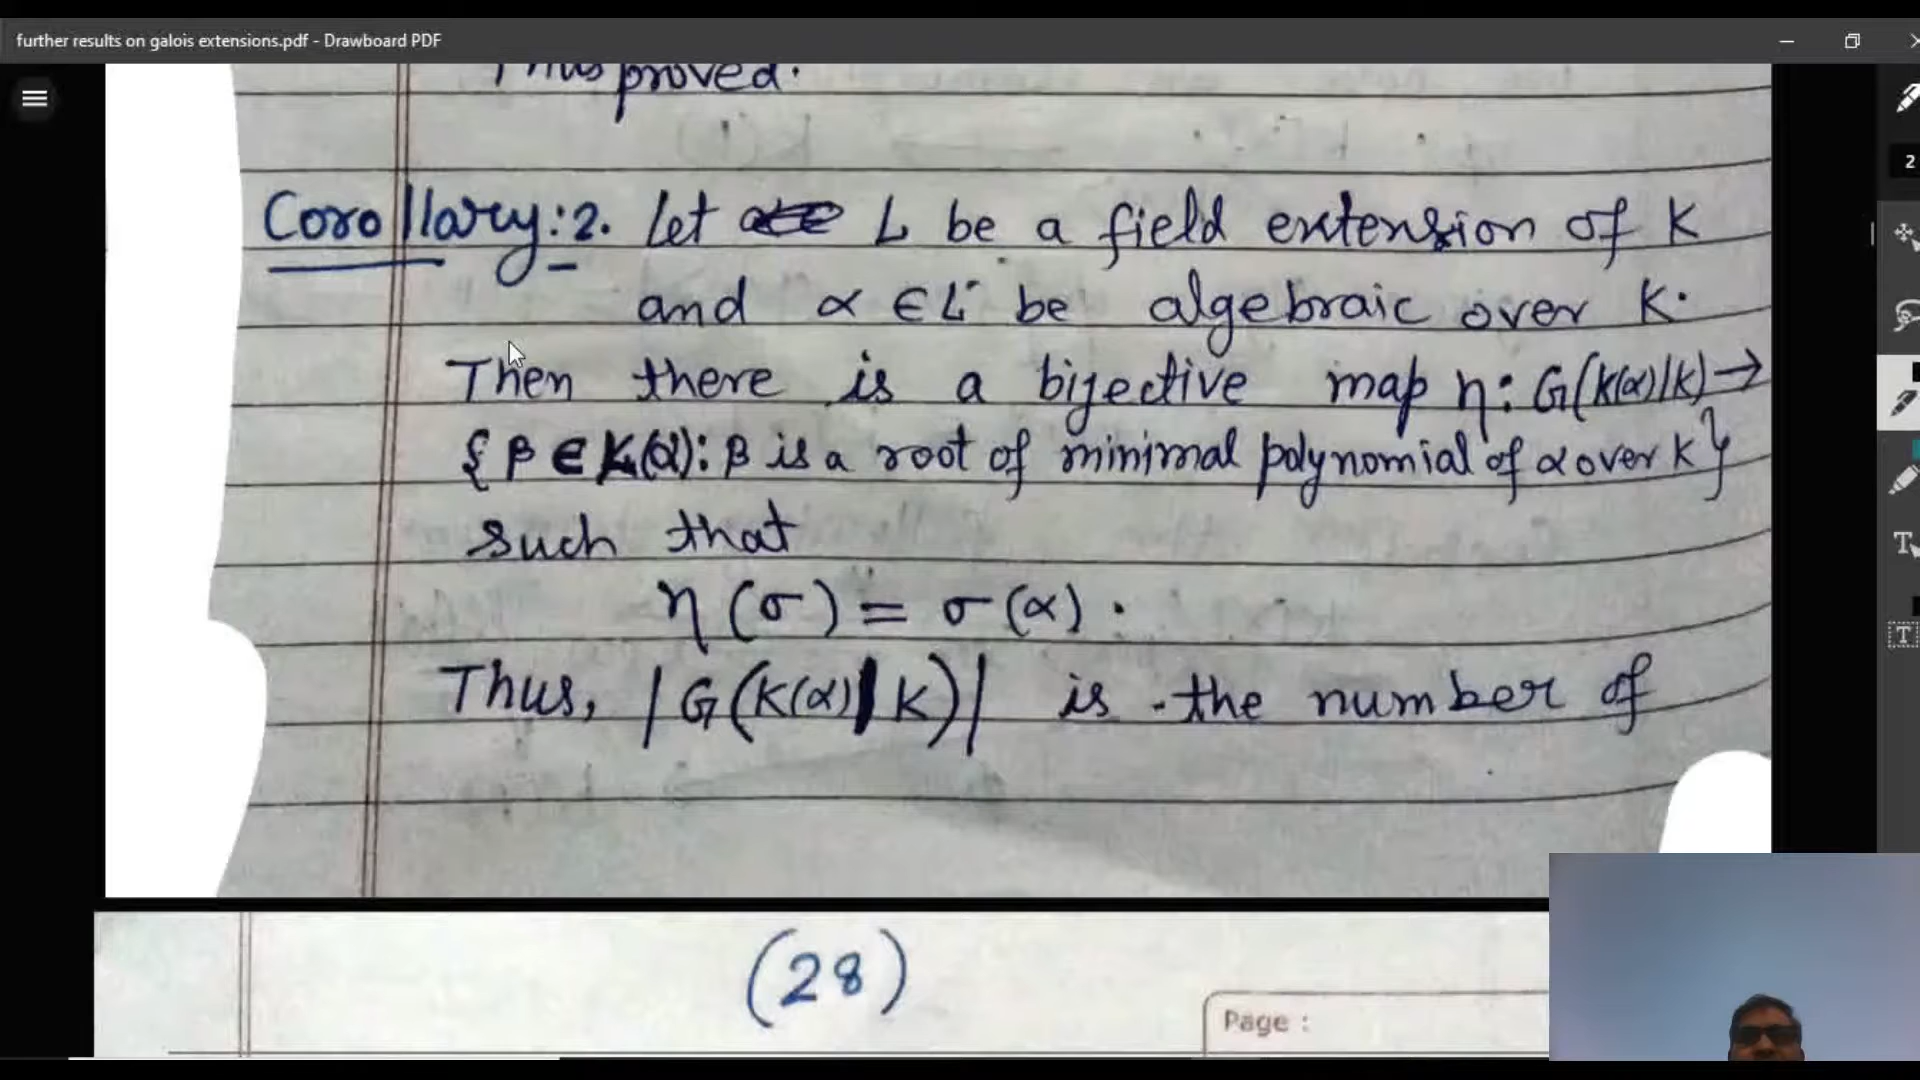 further results on galois extensions.pdf - Drawboard PDF
Thus proved.
2
Corollary:2. Let L be a field extension of K
and α ∈ L be algebraic over K.
Then there is a bijective map η: G(K(α)/K) →
{β ∈ K(α): β is a root of minimal polynomial of α over K}
such that
η(σ) = σ(α).
Thus, |G(K(α)|K)| is the number of
(28)
Page :